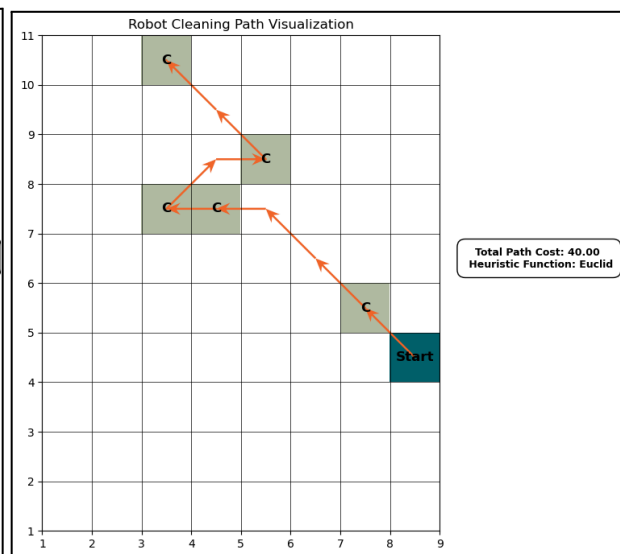 Robot Cleaning Path Visualization
11
10
C
9
C
8
C C
7
Total Path Cost: 40.00
Heuristic Function: Euclid
6
C
5
Start
4
3
2
1
1 2 3 4 5 6 7 8 9